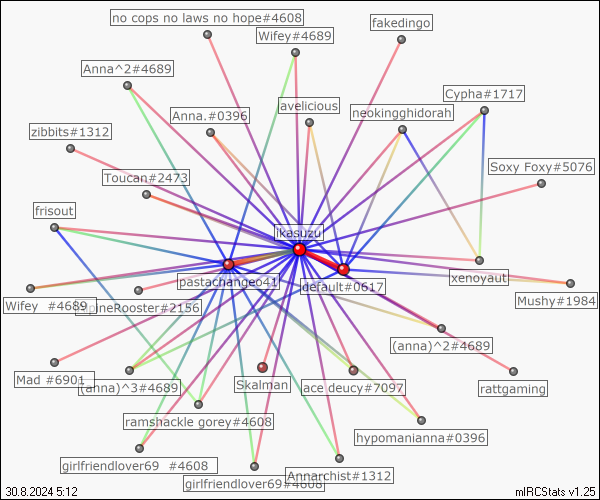 no cops no laws no hope#4608
fakedingo
Wifey#4689
Anna^2#4689
Cypha#1717
avelicious
neokingghidorah
Anna.#0396
zibbits#1312
Soxy Foxy#5076
Toucan#2473
frisout
ikasuzu
xenoyaut
pastachangeo41
default#0617
Wifey #4689
Mushy#1984
(anna)^2#4689
Mad #6901
(anna)^3#4689
Skalman
ace deucy#7097
rattgaming
ramshackle gorey#4608
hypomanianna#0396
girlfriendlover69 #4608
Annarchist#1312
girlfriendlover69#4608
30.8.2024 5:12
mIRCStats v1.25